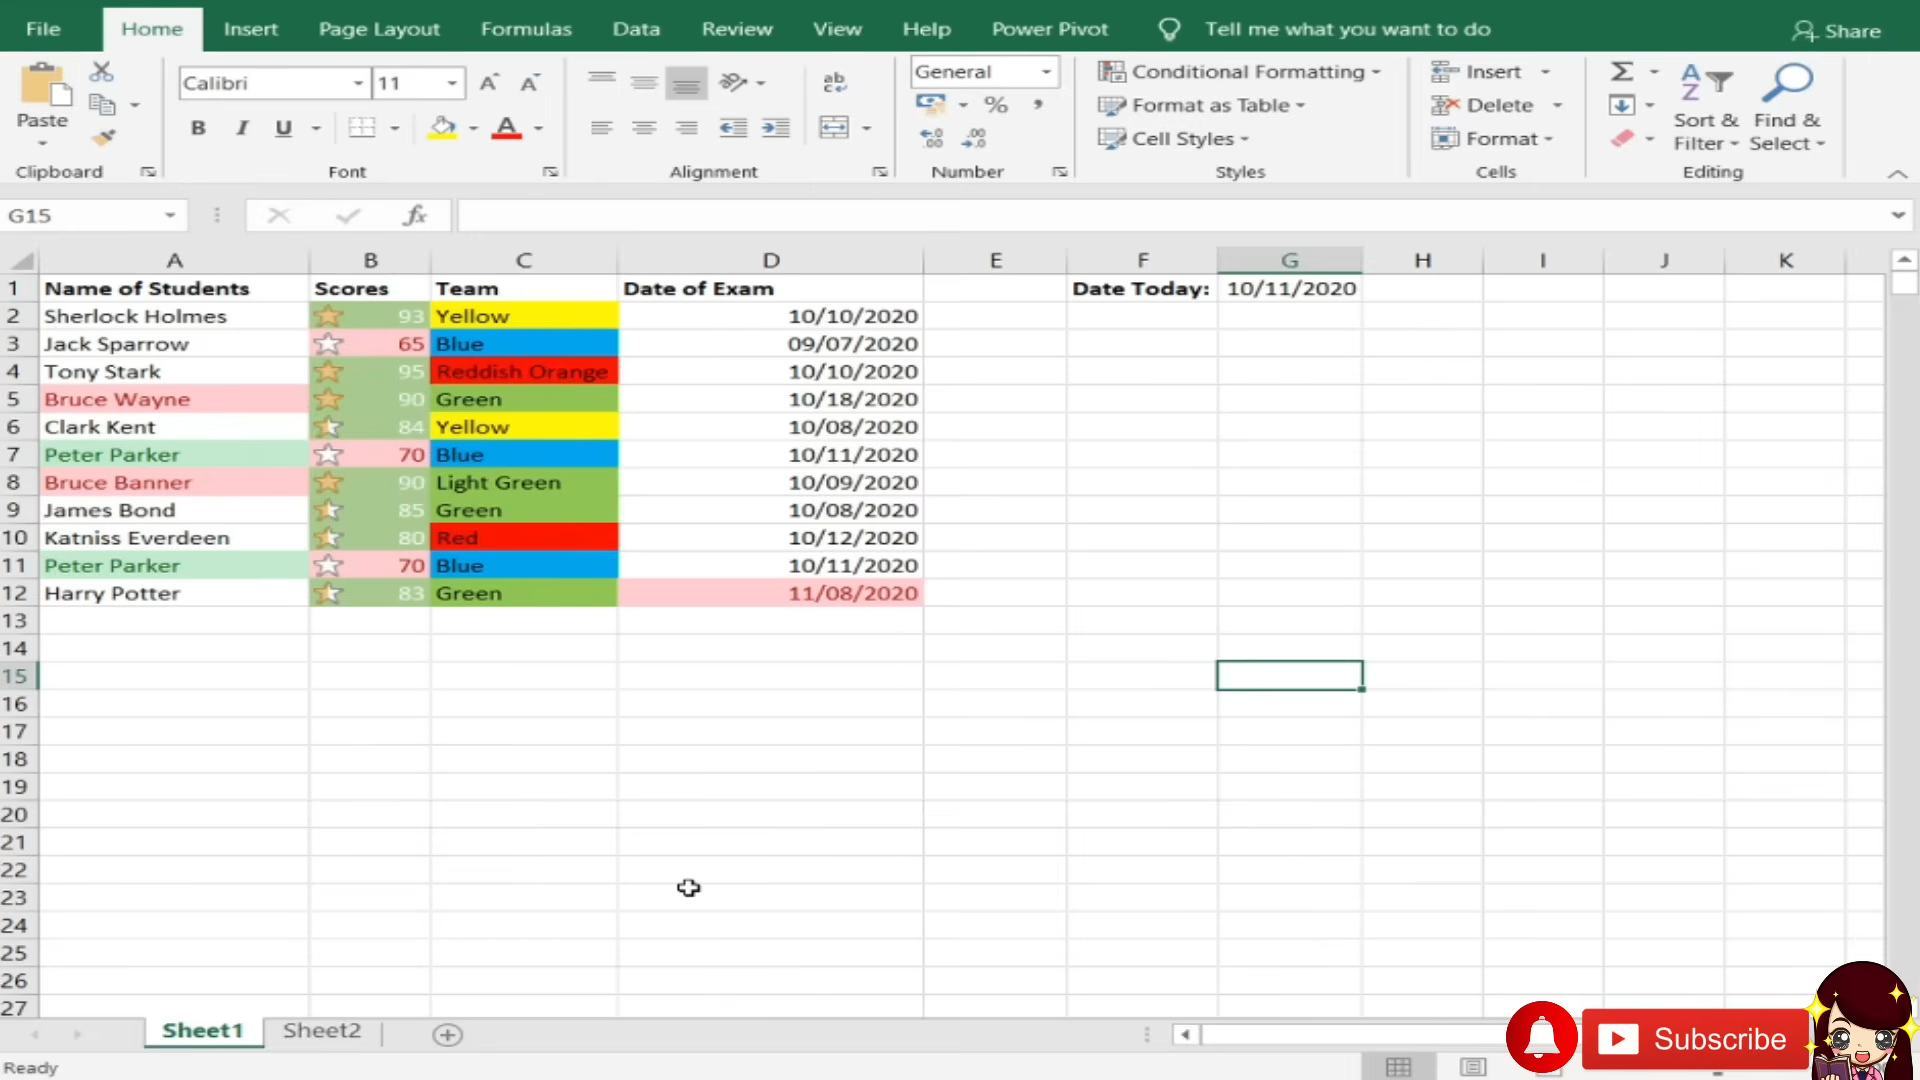 File Home Insert Page Layout Formulas Data Review View Help Power Pivot Tell me what you want to do Share
Paste Calibri 11 General Conditional Formatting Insert
Format as Table Delete Sort & Find &
B I U % Cell Styles Format Filter Select
Clipboard Font Alignment Number Styles Cells Editing
G15 fx
A B C D E F G H I J K
1 Name of Students Scores Team Date of Exam Date Today: 10/11/2020
2 Sherlock Holmes 93 Yellow 10/10/2020
3 Jack Sparrow 65 Blue 09/07/2020
4 Tony Stark 95 Reddish Orange 10/10/2020
5 Bruce Wayne 90 Green 10/18/2020
6 Clark Kent 84 Yellow 10/08/2020
7 Peter Parker 70 Blue 10/11/2020
8 Bruce Banner 90 Light Green 10/09/2020
9 James Bond 85 Green 10/08/2020
10 Katniss Everdeen 80 Red 10/12/2020
11 Peter Parker 70 Blue 10/11/2020
12 Harry Potter 83 Green 11/08/2020
13
14
15
16
17
18
19
20
21
22
23
24
25
26
27
Sheet1 Sheet2
Subscribe
Ready